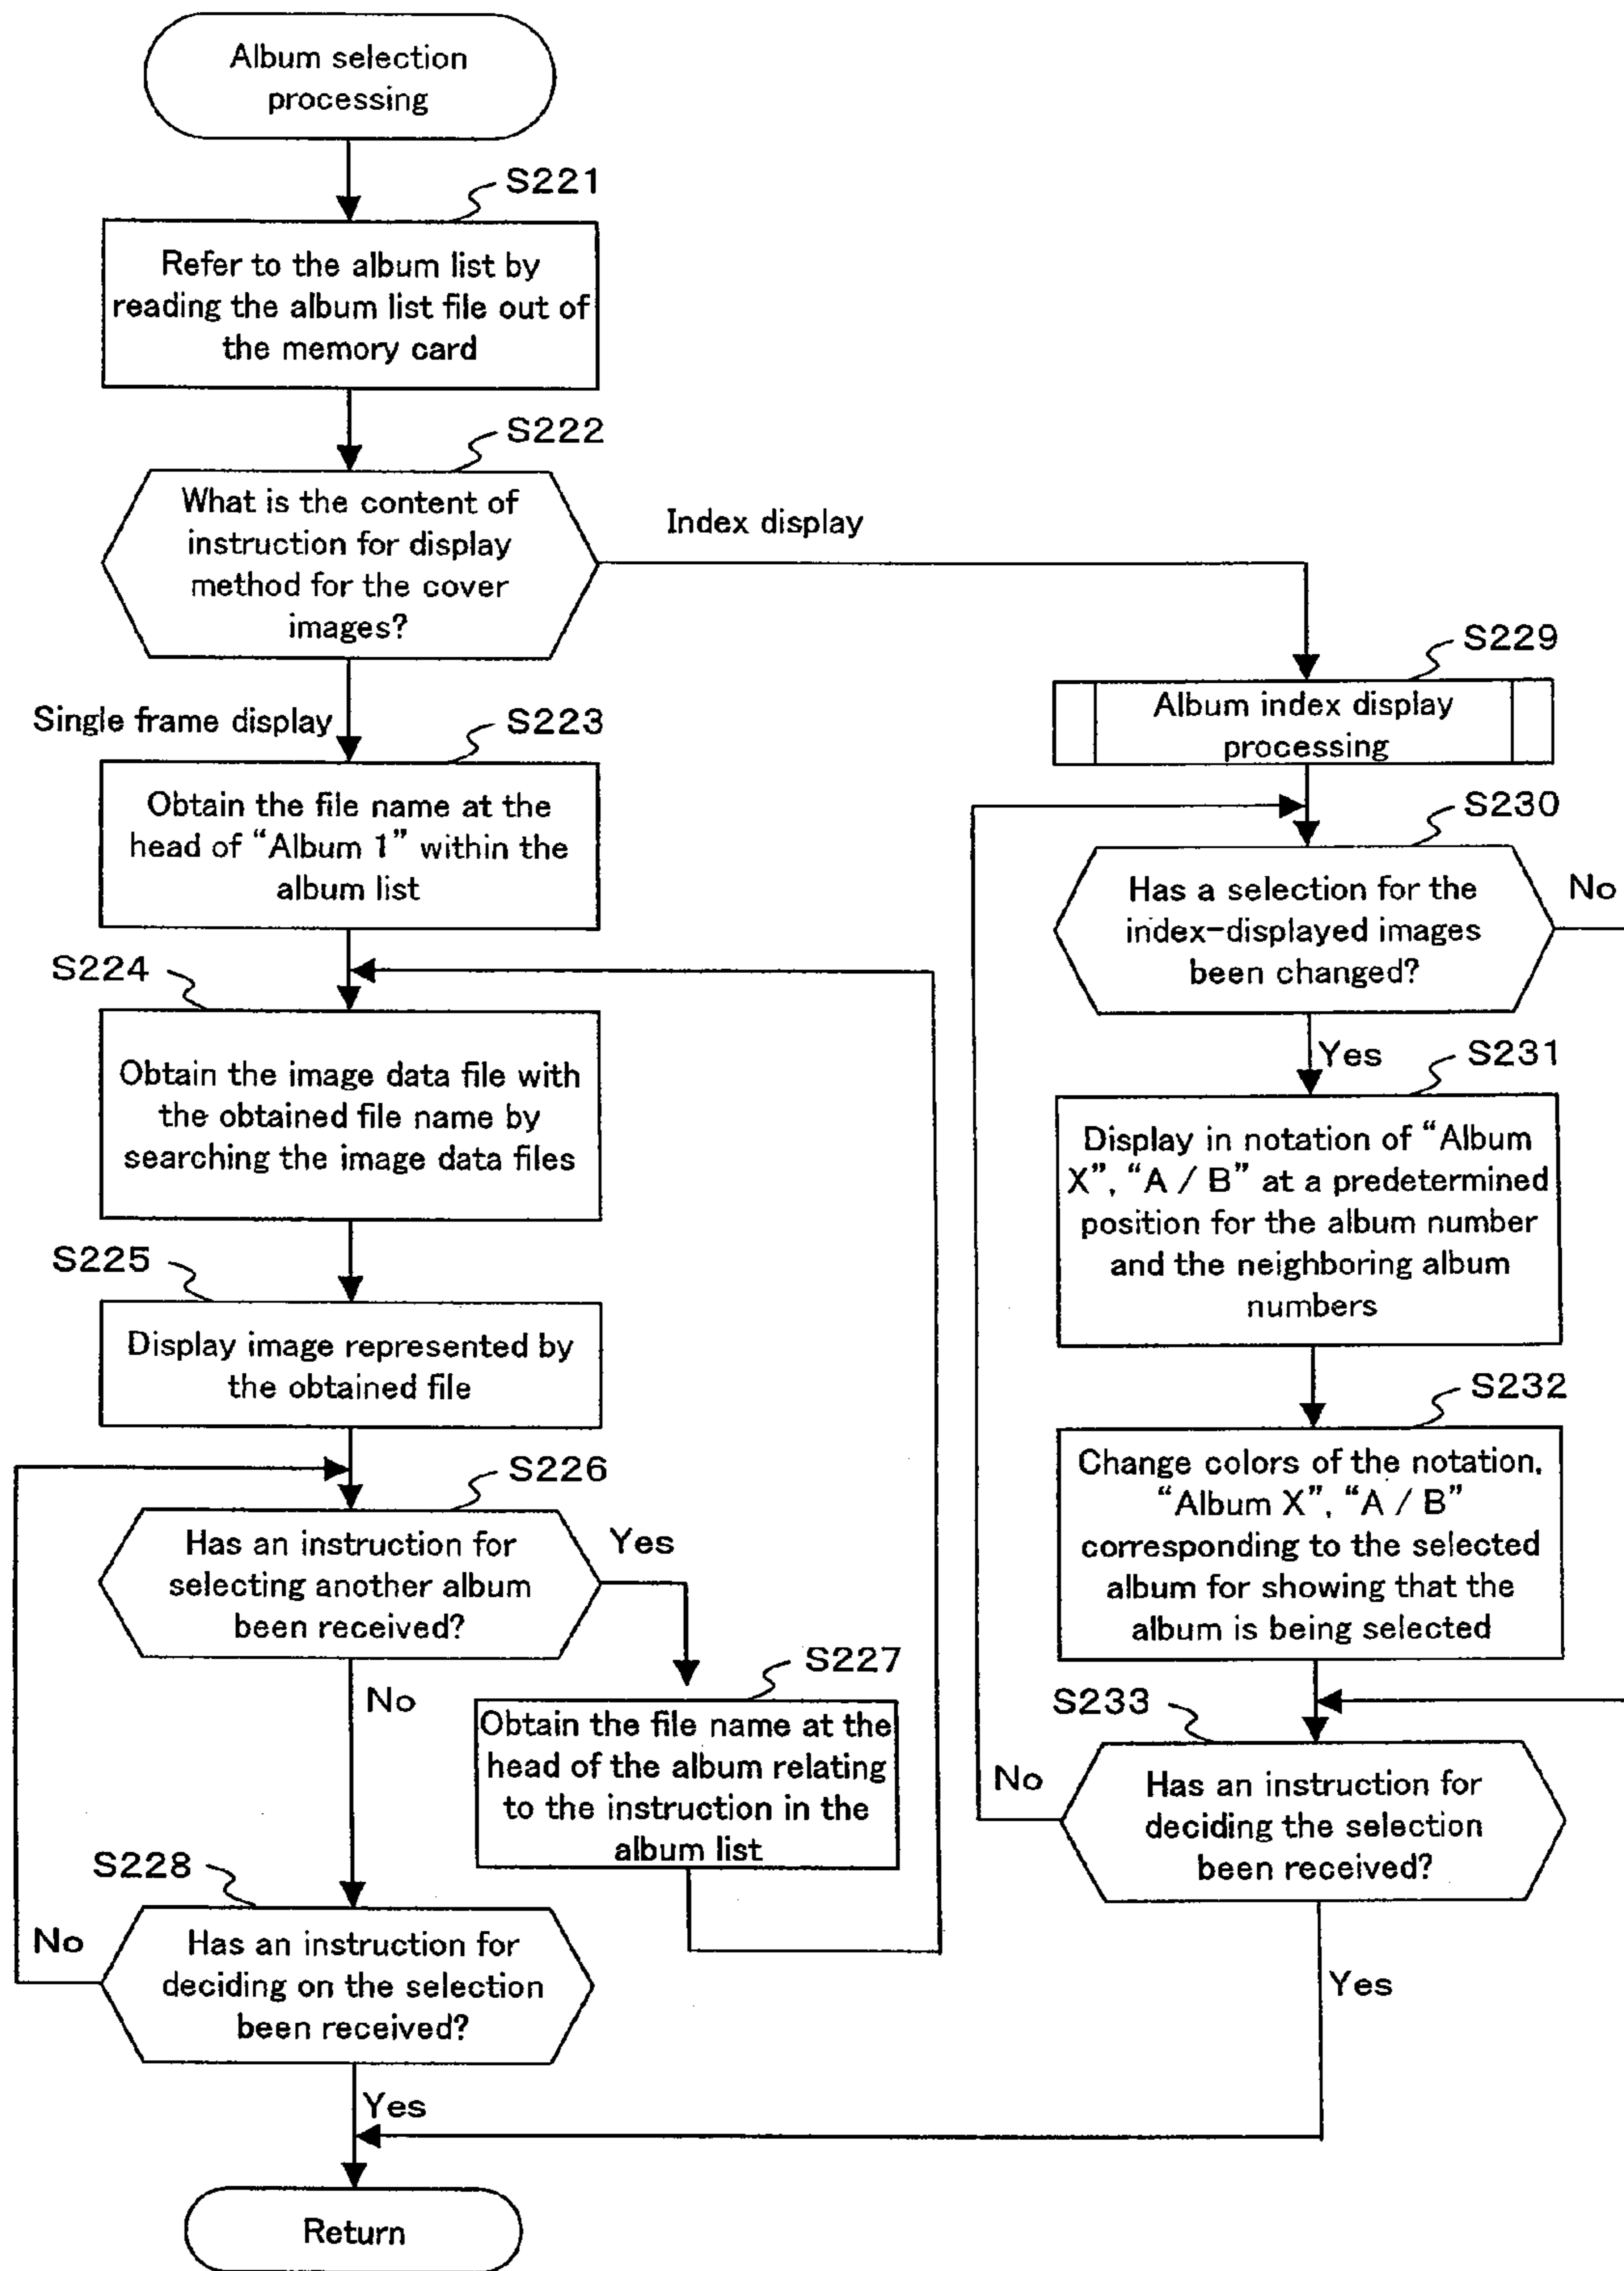 Album selection
processing
S221
Refer to the album list by
reading the album list file out of
the memory card
S222
What is the content of
instruction for display
method for the cover
images?
Index display
Single frame display
S223
Obtain the file name at the
head of “Album 1” within the
album list
S224
Obtain the image data file with
the obtained file name by
searching the image data files
S225
Display image represented by
the obtained file
S226
Has an instruction for
selecting another album
been received?
Yes
No
S227
Obtain the file name at the
head of the album relating
to the instruction in the
album list
S228
Has an instruction for
deciding on the selection
been received?
No
Yes
S229
Album index display
processing
S230
Has a selection for the
index-displayed images
been changed?
No
Yes
S231
Display in notation of “Album
X”, “A / B” at a predetermined
position for the album number
and the neighboring album
numbers
S232
Change colors of the notation,
“Album X”, “A / B”
corresponding to the selected
album for showing that the
album is being selected
S233
Has an instruction for
deciding the selection
been received?
No
Yes
Return